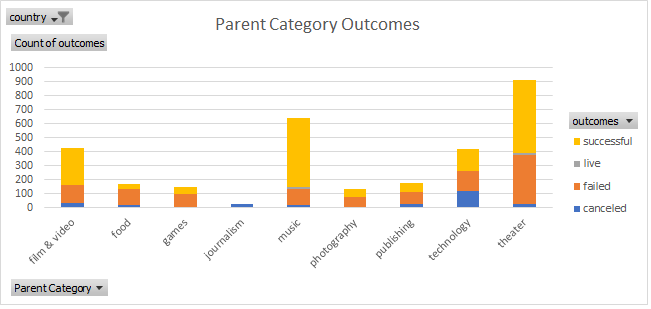 country
Parent Category Outcomes
Count of outcomes
1000
900
800
700
600
500
400
300
200
100
0
film & video
food
games
journalism
music
photography
publishing
technology
theater
outcomes
successful
live
failed
canceled
Parent Category